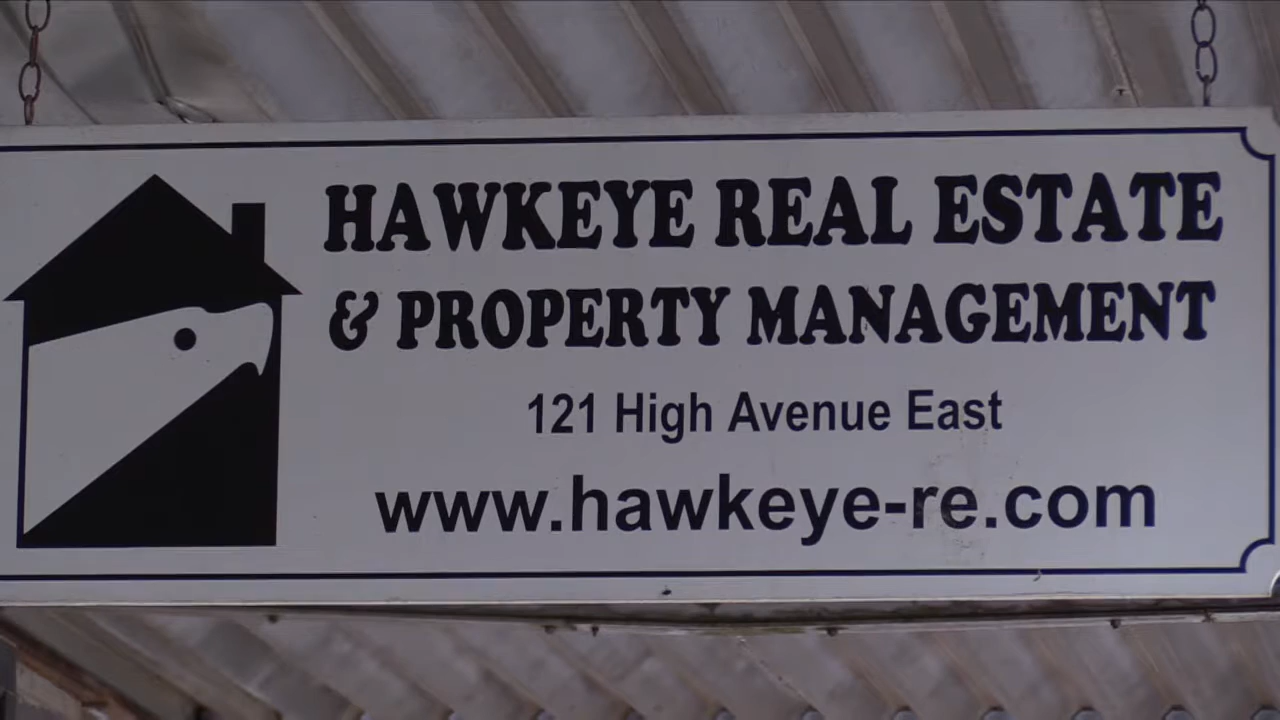 HAWKEYE REAL ESTATE
& PROPERTY MANAGEMENT
121 High Avenue East
www.hawkeye-re.com